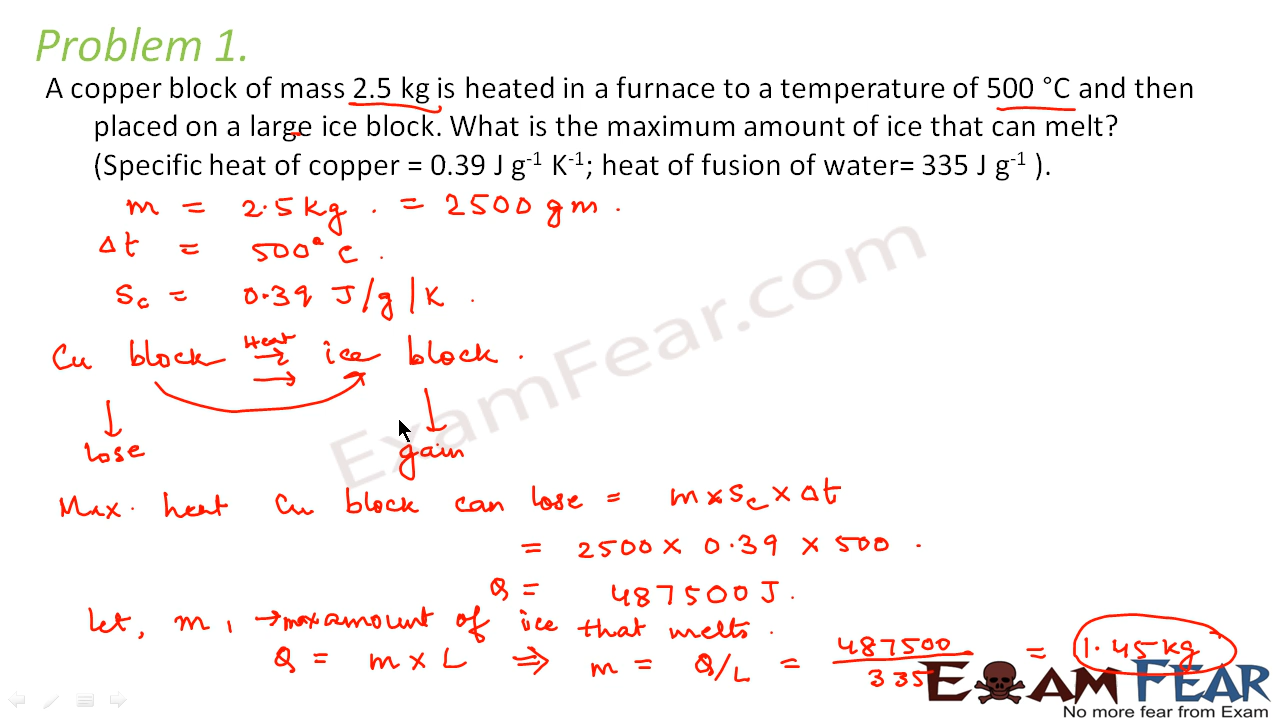 Problem 1.
A copper block of mass 2.5 kg is heated in a furnace to a temperature of 500 °C and then
placed on a large ice block. What is the maximum amount of ice that can melt?
(Specific heat of copper = 0.39 J g⁻¹ K⁻¹; heat of fusion of water= 335 J g⁻¹ ).
m = 2.5 kg . = 2500 gm .
Δt = 500° C .
Sc = 0.39 J/g/K .
Cu block Heat → → ice block .
↓ lose ↓ gain
Max. heat Cu block can lose = m x Sc x Δt
= 2500 x 0.39 x 500 .
Q = 487500 J .
Let, m, → max amount of ice that melts .
Q = m x L ⇒ m = Q/L = 487500/335 = 1.45 kg
ExamFear.com
EXAM FEAR
No more fear from Exam